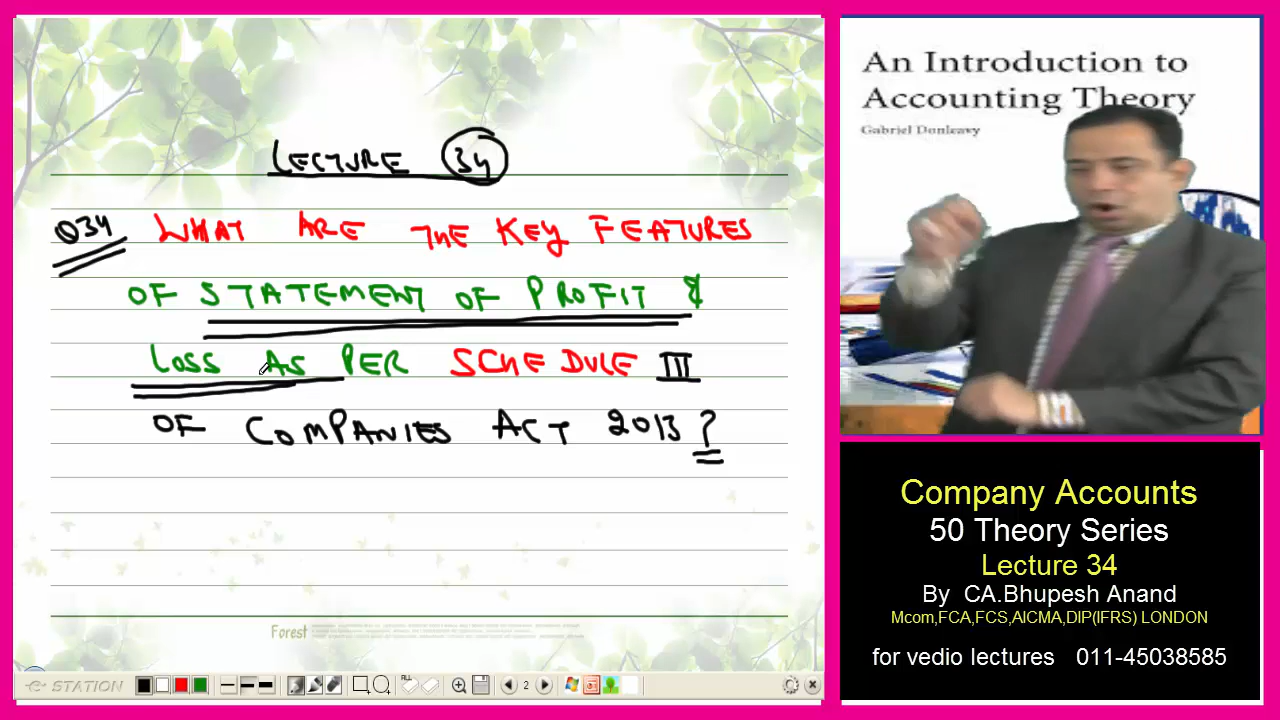 LECTURE 34
Q34 WHAT ARE THE KEY FEATURES
OF STATEMENT OF PROFIT &
LOSS AS PER SCHEDULE III
OF COMPANIES ACT 2013?
Forest
e-STATION
ALL
2
An Introduction to
Accounting Theory
Gabriel Donleavy
Company Accounts
50 Theory Series
Lecture 34
By CA.Bhupesh Anand
Mcom,FCA,FCS,AICMA,DIP(IFRS) LONDON
for vedio lectures 011-45038585